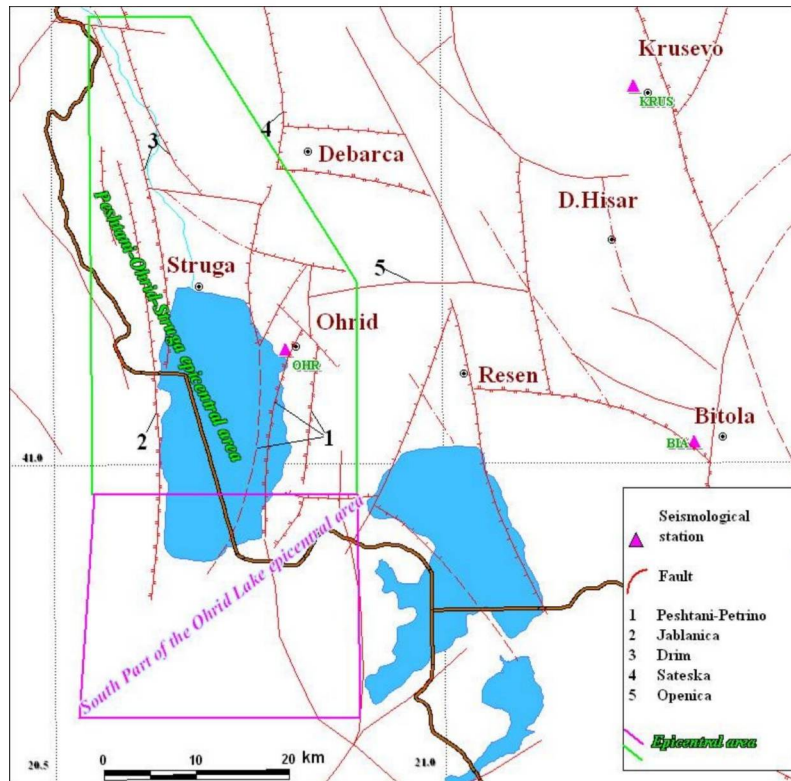 Krusevo
KRUS
4
Debarca
3
D.Hisar
Peshtani-Ohrid-Struga epicentral area
Struga
5
Ohrid
OHR
Resen
Bitola
BIA
2
1
41.0
South Part of the Ohrid Lake epicentral area
Seismological
station
Fault
1 Peshtani-Petrino
2 Jablanica
3 Drim
4 Sateska
5 Openica
Epicentral area
20.5
21.0
0 10 20 km